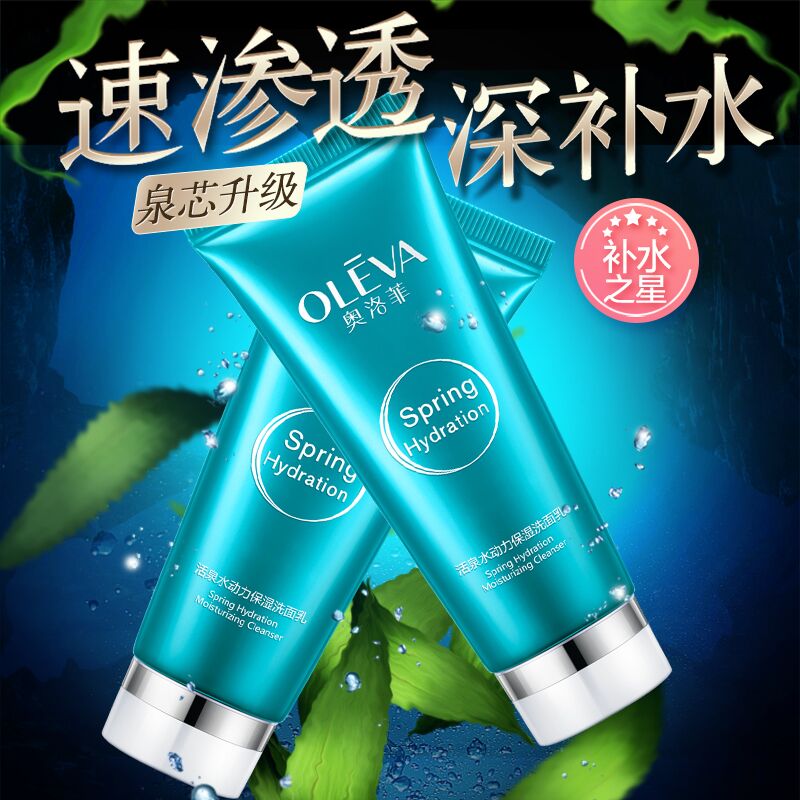 速渗透
深补水
泉芯升级
补水
之星
OLĒVA
奥洛菲
Spring
Hydration
活泉水动力保湿洗面乳
Spring Hydration
Moisturizing Cleanser
Spring
Hydration
活泉水动力保湿洗面乳
Spring Hydration
Moisturizing Cleanser